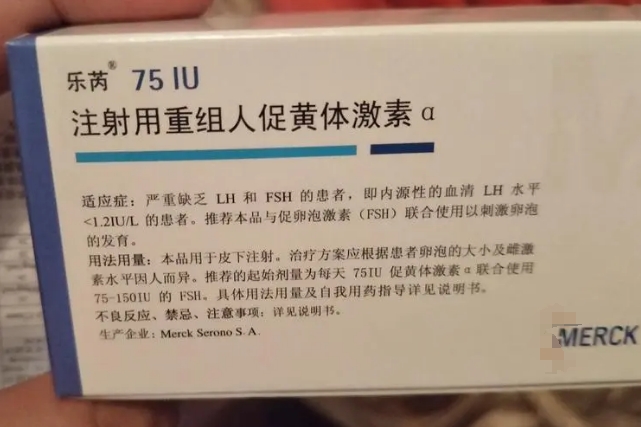 乐芮® 75 IU
注射用重组人促黄体激素 α
适应症：严重缺乏 LH 和 FSH 的患者，即内源性的血清 LH 水平
<1.2IU/L 的患者。推荐本品与促卵泡激素（FSH）联合使用以刺激卵泡
的发育。
用法用量：本品用于皮下注射。治疗方案应根据患者卵泡的大小及雌激
素水平因人而异。推荐的起始剂量为每天 75IU 促黄体激素 α 联合使用
75-150IU 的 FSH。具体用法用量及自我用药指导详见说明书。
不良反应、禁忌、注意事项：详见说明书。
生产企业：Merck Serono S.A.
MERCK